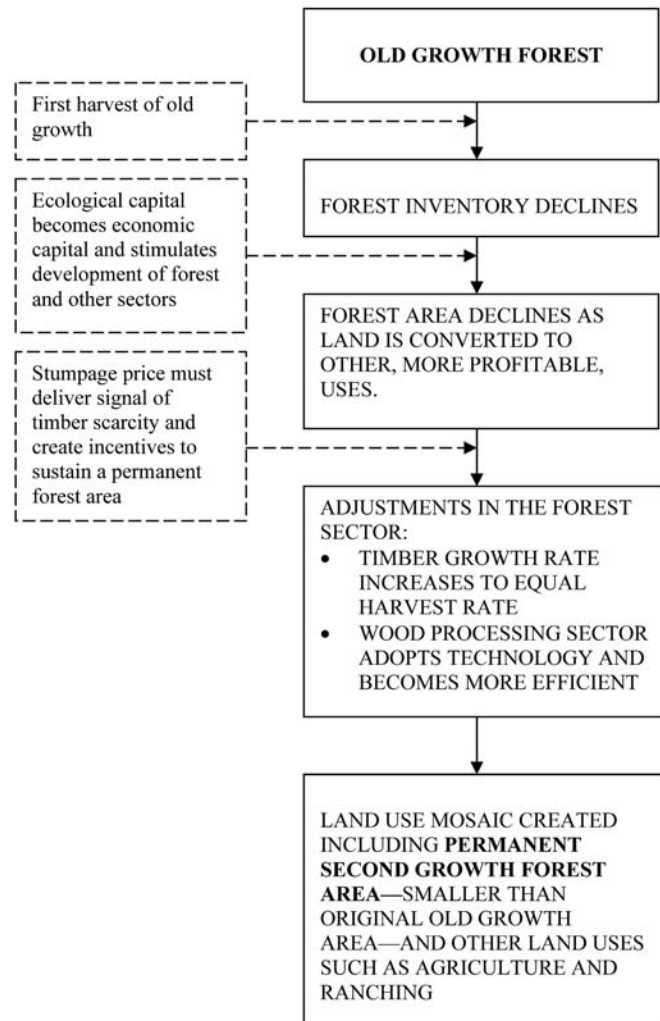 OLD GROWTH FOREST
First harvest of old
growth
FOREST INVENTORY DECLINES
Ecological capital
becomes economic
capital and stimulates
development of forest
and other sectors
FOREST AREA DECLINES AS
LAND IS CONVERTED TO
OTHER, MORE PROFITABLE,
USES.
Stumpage price must
deliver signal of
timber scarcity and
create incentives to
sustain a permanent
forest area
ADJUSTMENTS IN THE FOREST
SECTOR:
• TIMBER GROWTH RATE
INCREASES TO EQUAL
HARVEST RATE
• WOOD PROCESSING SECTOR
ADOPTS TECHNOLOGY AND
BECOMES MORE EFFICIENT
LAND USE MOSAIC CREATED
INCLUDING PERMANENT
SECOND GROWTH FOREST
AREA—SMALLER THAN
ORIGINAL OLD GROWTH
AREA—AND OTHER LAND USES
SUCH AS AGRICULTURE AND
RANCHING